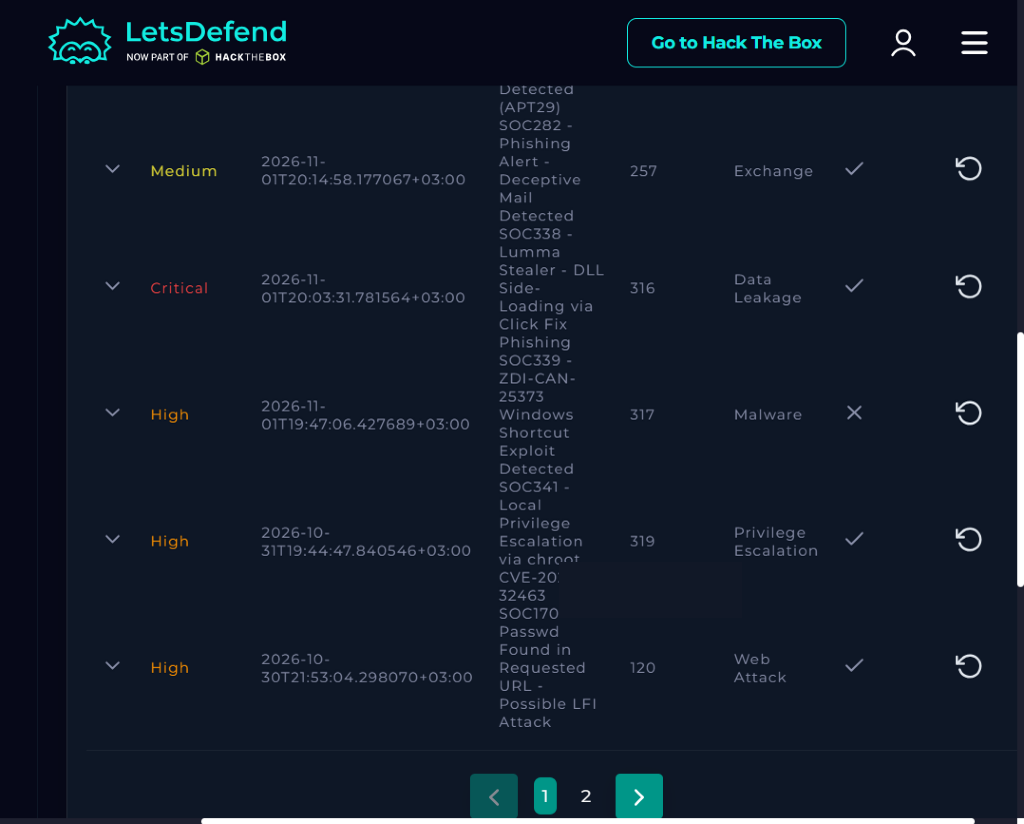 LetsDefend
NOW PART OF HACKTHEBOX
Go to Hack The Box
Detected
(APT29)
Medium
2026-11-
01T20:14:58.177067+03:00
SOC282 -
Phishing
Alert -
Deceptive
Mail
Detected
257
Exchange
Critical
2026-11-
01T20:03:31.781564+03:00
SOC338 -
Lumma
Stealer - DLL
Side-
Loading via
Click Fix
Phishing
316
Data
Leakage
High
2026-11-
01T19:47:06.427689+03:00
SOC339 -
ZDI-CAN-
25373
Windows
Shortcut
Exploit
Detected
317
Malware
High
2026-10-
31T19:44:47.840546+03:00
SOC341 -
Local
Privilege
Escalation
via chroot
CVE-20
32463
319
Privilege
Escalation
High
2026-10-
30T21:53:04.298070+03:00
SOC170
Passwd
Found in
Requested
URL -
Possible LFI
Attack
120
Web
Attack
1
2